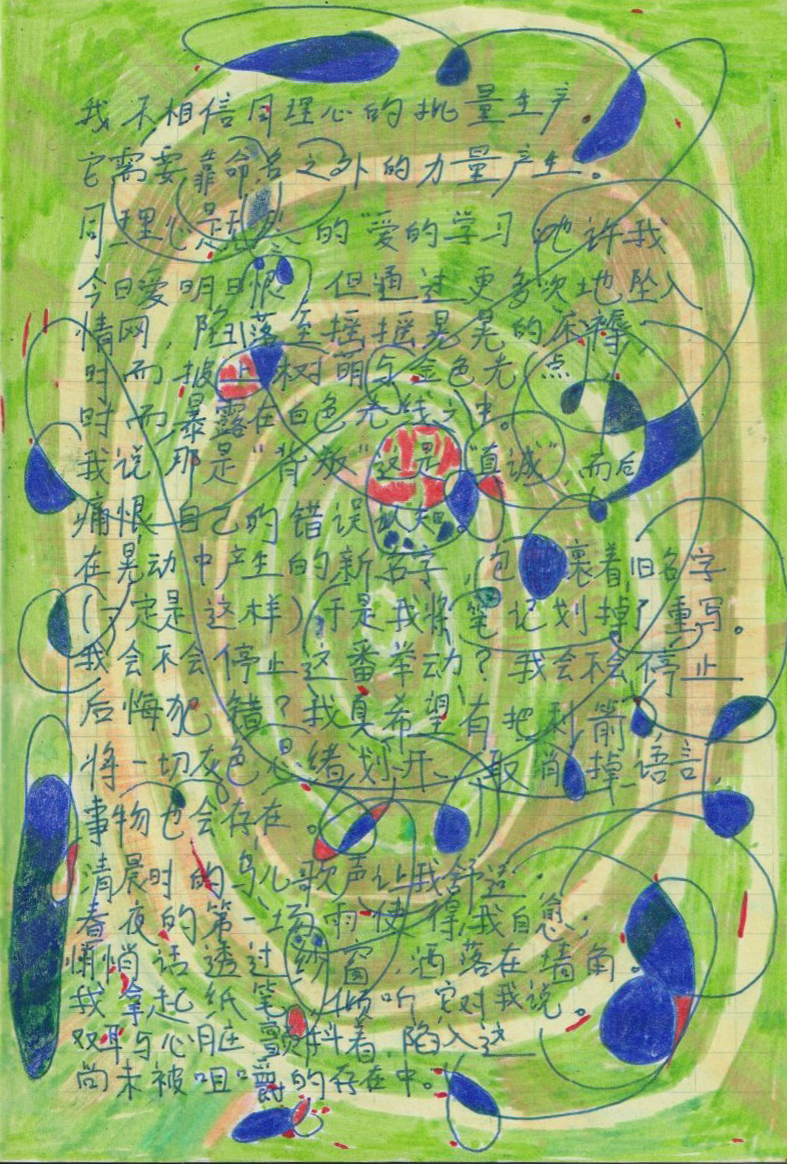 我不相信同理心的批量生产,
它需要靠命名之外的力量产生。
同理心是 的“爱的学习”也许我
今日爱明日恨,但通过更多次地坠入
情网,陷落至摇摇晃晃的床褥,
时而披上树荫与金色光点
时而暴露在白色光线之中。
我说那是“背叛”这是“真诚”,而后
痛恨自己的错误认知。
在晃动中产生的新名字,包裹着旧名字
(一定是这样)于是我将笔记划掉了重写。
我会不会停止这番举动?我会不会停止
后悔犯错?我真希望有把利箭
将一切灰色思绪划开、取消掉语言,
事物也会存在。
清晨时的鸟儿歌声让我舒适;
春夜的第一场雨使得我自愈;
悄悄话透过纱窗,洒落在墙角。
我拿起纸笔,倾听它对我说。
双耳与心脏颤抖着,陷入这一
尚未被咀嚼的存在中。